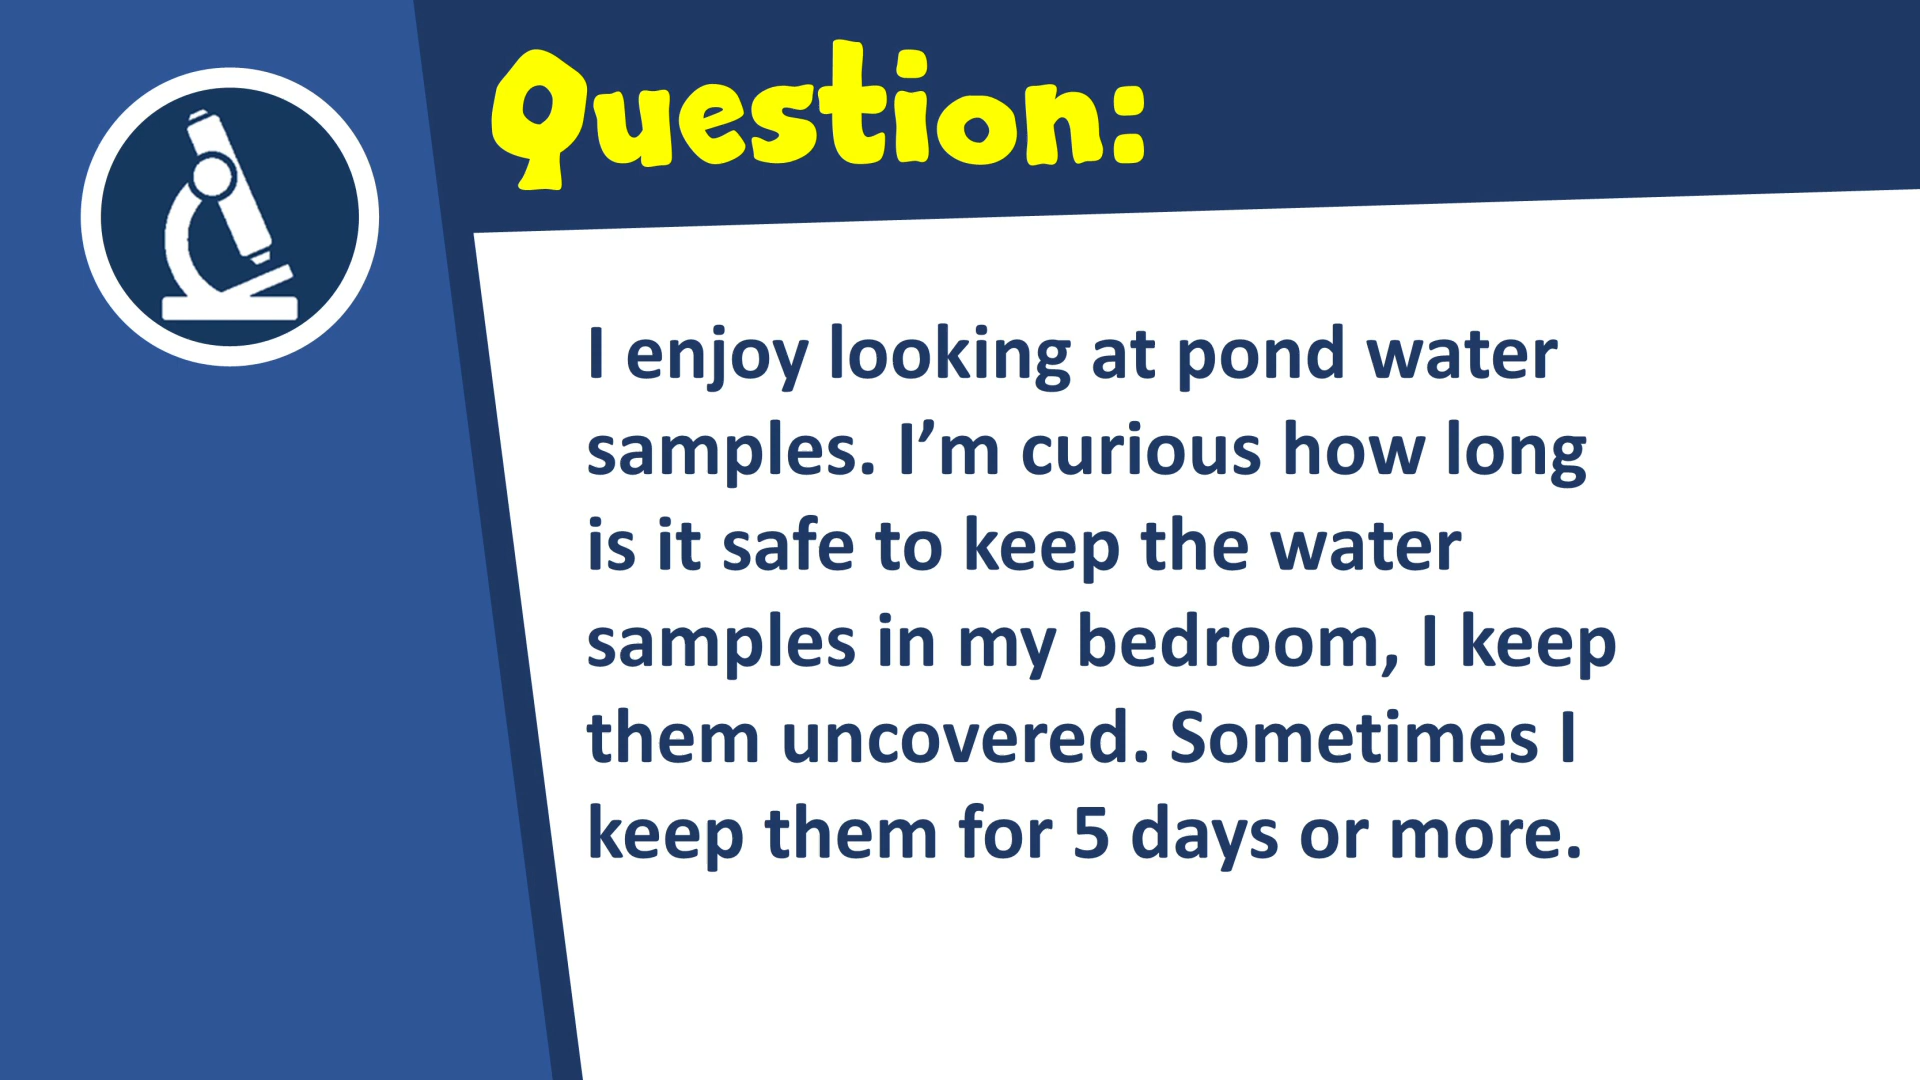 Question:
I enjoy looking at pond water
samples. I’m curious how long
is it safe to keep the water
samples in my bedroom, I keep
them uncovered. Sometimes I
keep them for 5 days or more.